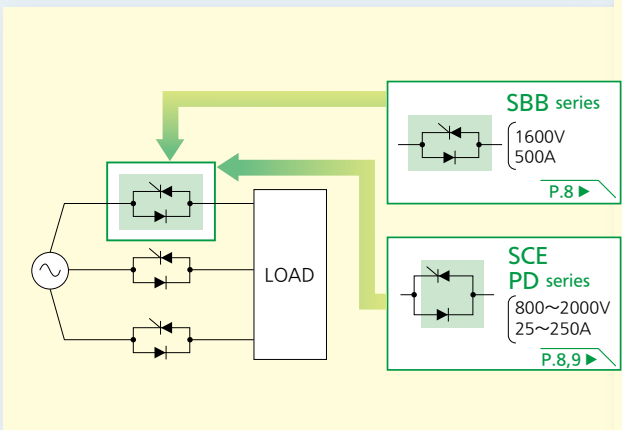 SBB series
1600V
500A
P.8 ▶
LOAD
SCE
PD series
800～2000V
25～250A
P.8,9 ▶